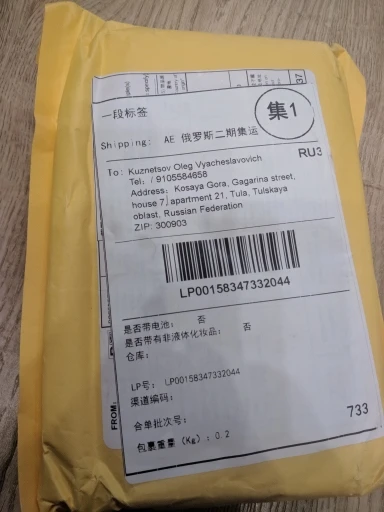 37
一段标签
集1
Shipping: AE 俄罗斯二期集运
RU3
To: Kuznetsov Oleg Vyacheslavovich
Tel: / 9105584658
Address: Kosaya Gora, Gagarina street,
house 7,apartment 21, Tula, Tulskaya
oblast, Russian Federation
ZIP: 300903
LP00158347332044
是否带电池: 否
是否带有非液体化妆品: 否
仓库:
LP号: LP00158347332044
渠道编码:
合单批次号:
733
包裹重量 (Kg) : 0.2
FROM: